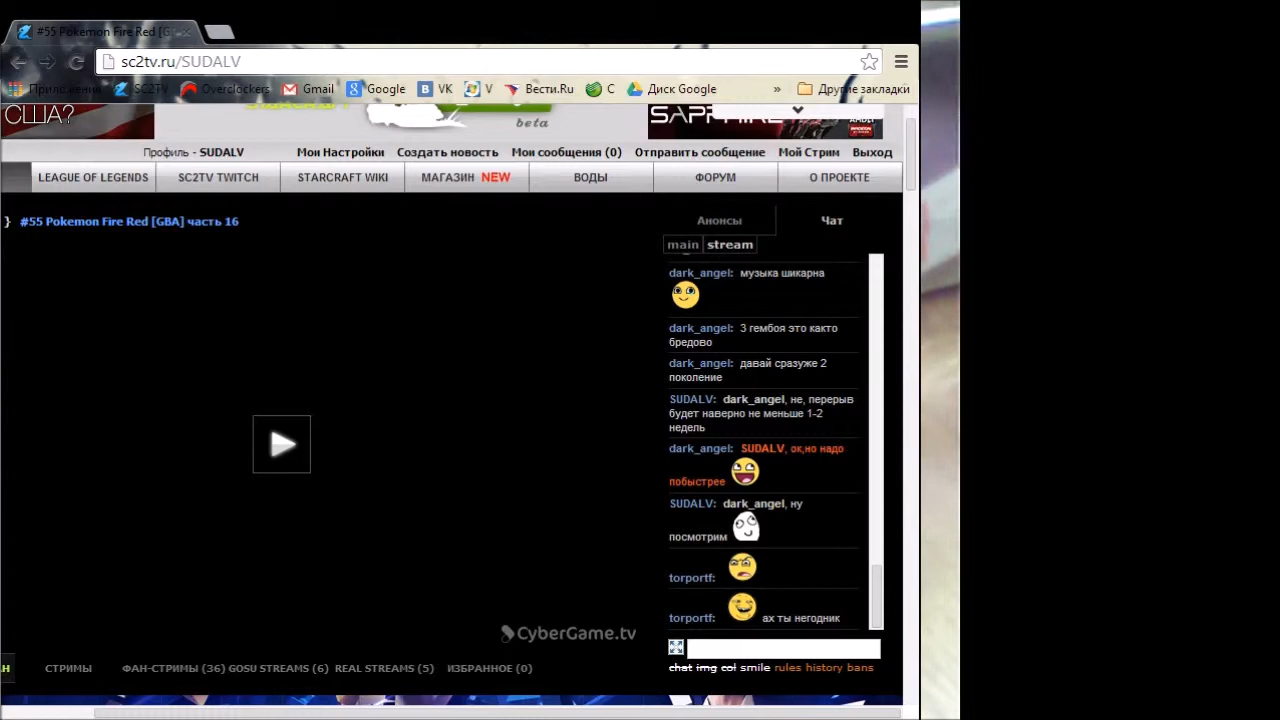 #55 Pokemon Fire Red [G
sc2tv.ru/SUDALV
Приложения SC2TV Overclockers Gmail Google VK V Вести.Ru С Диск Google » Другие закладки
США?
beta
SAPPHIRE
Профиль - SUDALV Мои Настройки Создать новость Мои сообщения (0) Отправить сообщение Мой Стрим Выход
LEAGUE OF LEGENDS SC2TV TWITCH STARCRAFT WIKI МАГАЗИН NEW ВОДЫ ФОРУМ О ПРОЕКТЕ
} #55 Pokemon Fire Red [GBA] часть 16
Анонсы Чат
main stream
dark_angel: музыка шикарна
dark_angel: 3 гембоя это както
бредово
dark_angel: давай сразуже 2
поколение
SUDALV: dark_angel, не, перерыв
будет наверно не меньше 1-2
недель
dark_angel: SUDALV, ок,но надо
побыстрее
SUDALV: dark_angel, ну
посмотрим
torportf:
torportf: ах ты негодник
CyberGame.tv
chat img col smile rules history bans
Н СТРИМЫ ФАН-СТРИМЫ (36) GOSU STREAMS (6) REAL STREAMS (5) ИЗБРАННОЕ (0)